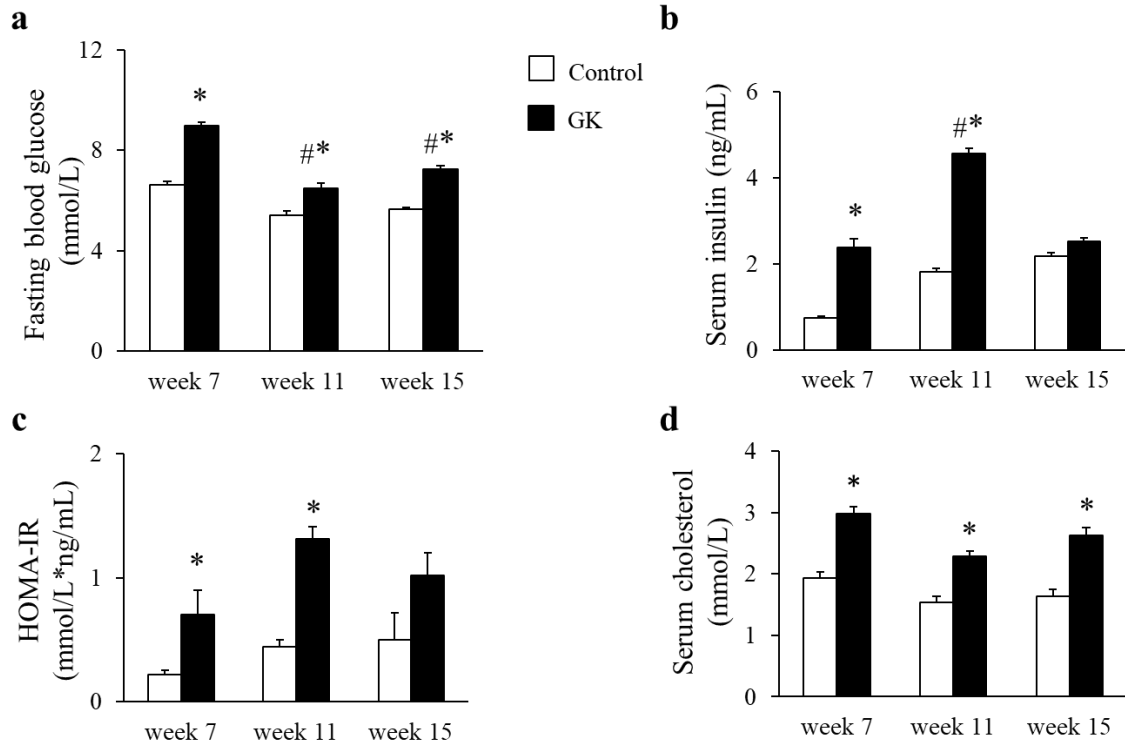 a
Fasting blood glucose
(mmol/L)
12
8
4
0
*
#*
#*
week 7
week 11
week 15
Control
GK
b
Serum insulin (ng/mL)
6
4
2
0
*
#*
week 7
week 11
week 15
c
HOMA-IR
(mmol/L*ng/mL)
2
1
0
*
*
week 7
week 11
week 15
d
Serum cholesterol
(mmol/L)
4
3
2
1
0
*
*
*
week 7
week 11
week 15